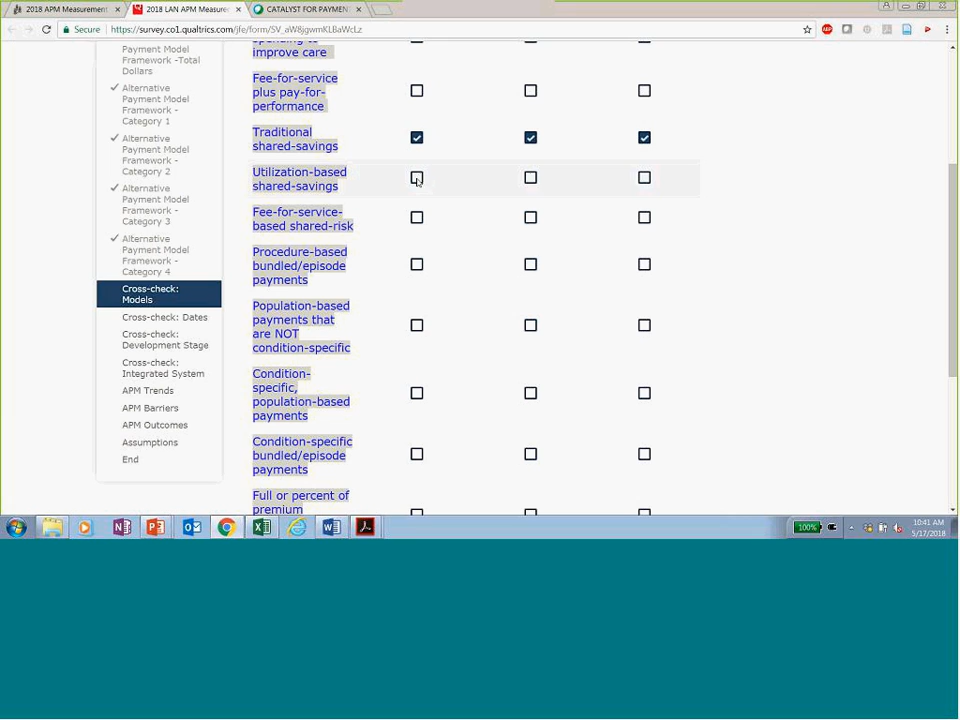 2018 APM Measurement
2018 LAN APM Measure
CATALYST FOR PAYMENT
Secure
https://survey.co1.qualtrics.com/jfe/form/SV_aW8jgwmKLBaWcLz
Payment Model
Framework -Total
Dollars
Alternative
Payment Model
Framework -
Category 1
Alternative
Payment Model
Framework -
Category 2
Alternative
Payment Model
Framework -
Category 3
Alternative
Payment Model
Framework -
Category 4
Cross-check:
Models
Cross-check: Dates
Cross-check:
Development Stage
Cross-check:
Integrated System
APM Trends
APM Barriers
APM Outcomes
Assumptions
End
spending to
improve care
Fee-for-service
plus pay-for-
performance
Traditional
shared-savings
Utilization-based
shared-savings
Fee-for-service-
based shared-risk
Procedure-based
bundled/episode
payments
Population-based
payments that
are NOT
condition-specific
Condition-
specific,
population-based
payments
Condition-specific
bundled/episode
payments
Full or percent of
premium
100%
10:41 AM
5/17/2018